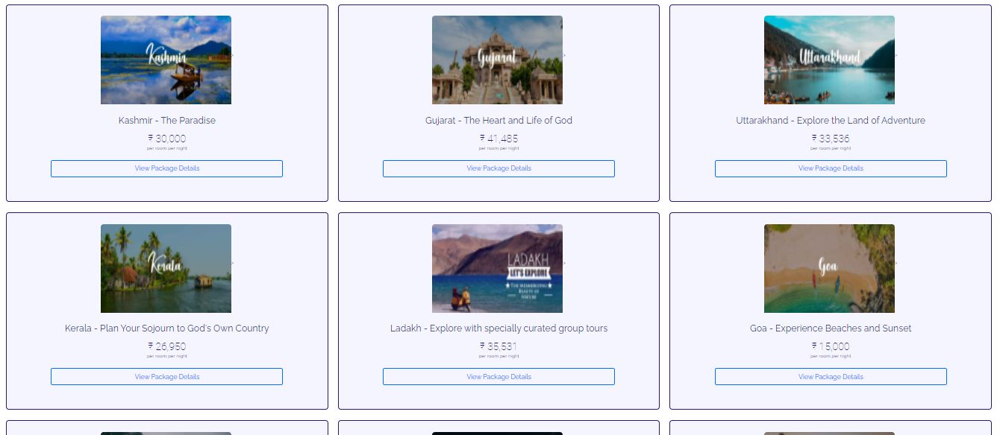 Kashmir
>
Gujarat
>
Uttarakhand
>
Kashmir - The Paradise
Gujarat - The Heart and Life of God
Uttarakhand - Explore the Land of Adventure
₹ 30,000
₹ 41,485
₹ 33,536
per room per night
per room per night
per room per night
View Package Details
View Package Details
View Package Details
Kerala
>
LADAKH
LET'S EXPLORE
THE MESMERIZING
BEAUTY OF
NATURE
>
Goa
>
Kerala - Plan Your Sojourn to God's Own Country
Ladakh - Explore with specially curated group tours
Goa - Experience Beaches and Sunset
₹ 26,950
₹ 35,531
₹ 15,000
per room per night
per room per night
per room per night
View Package Details
View Package Details
View Package Details